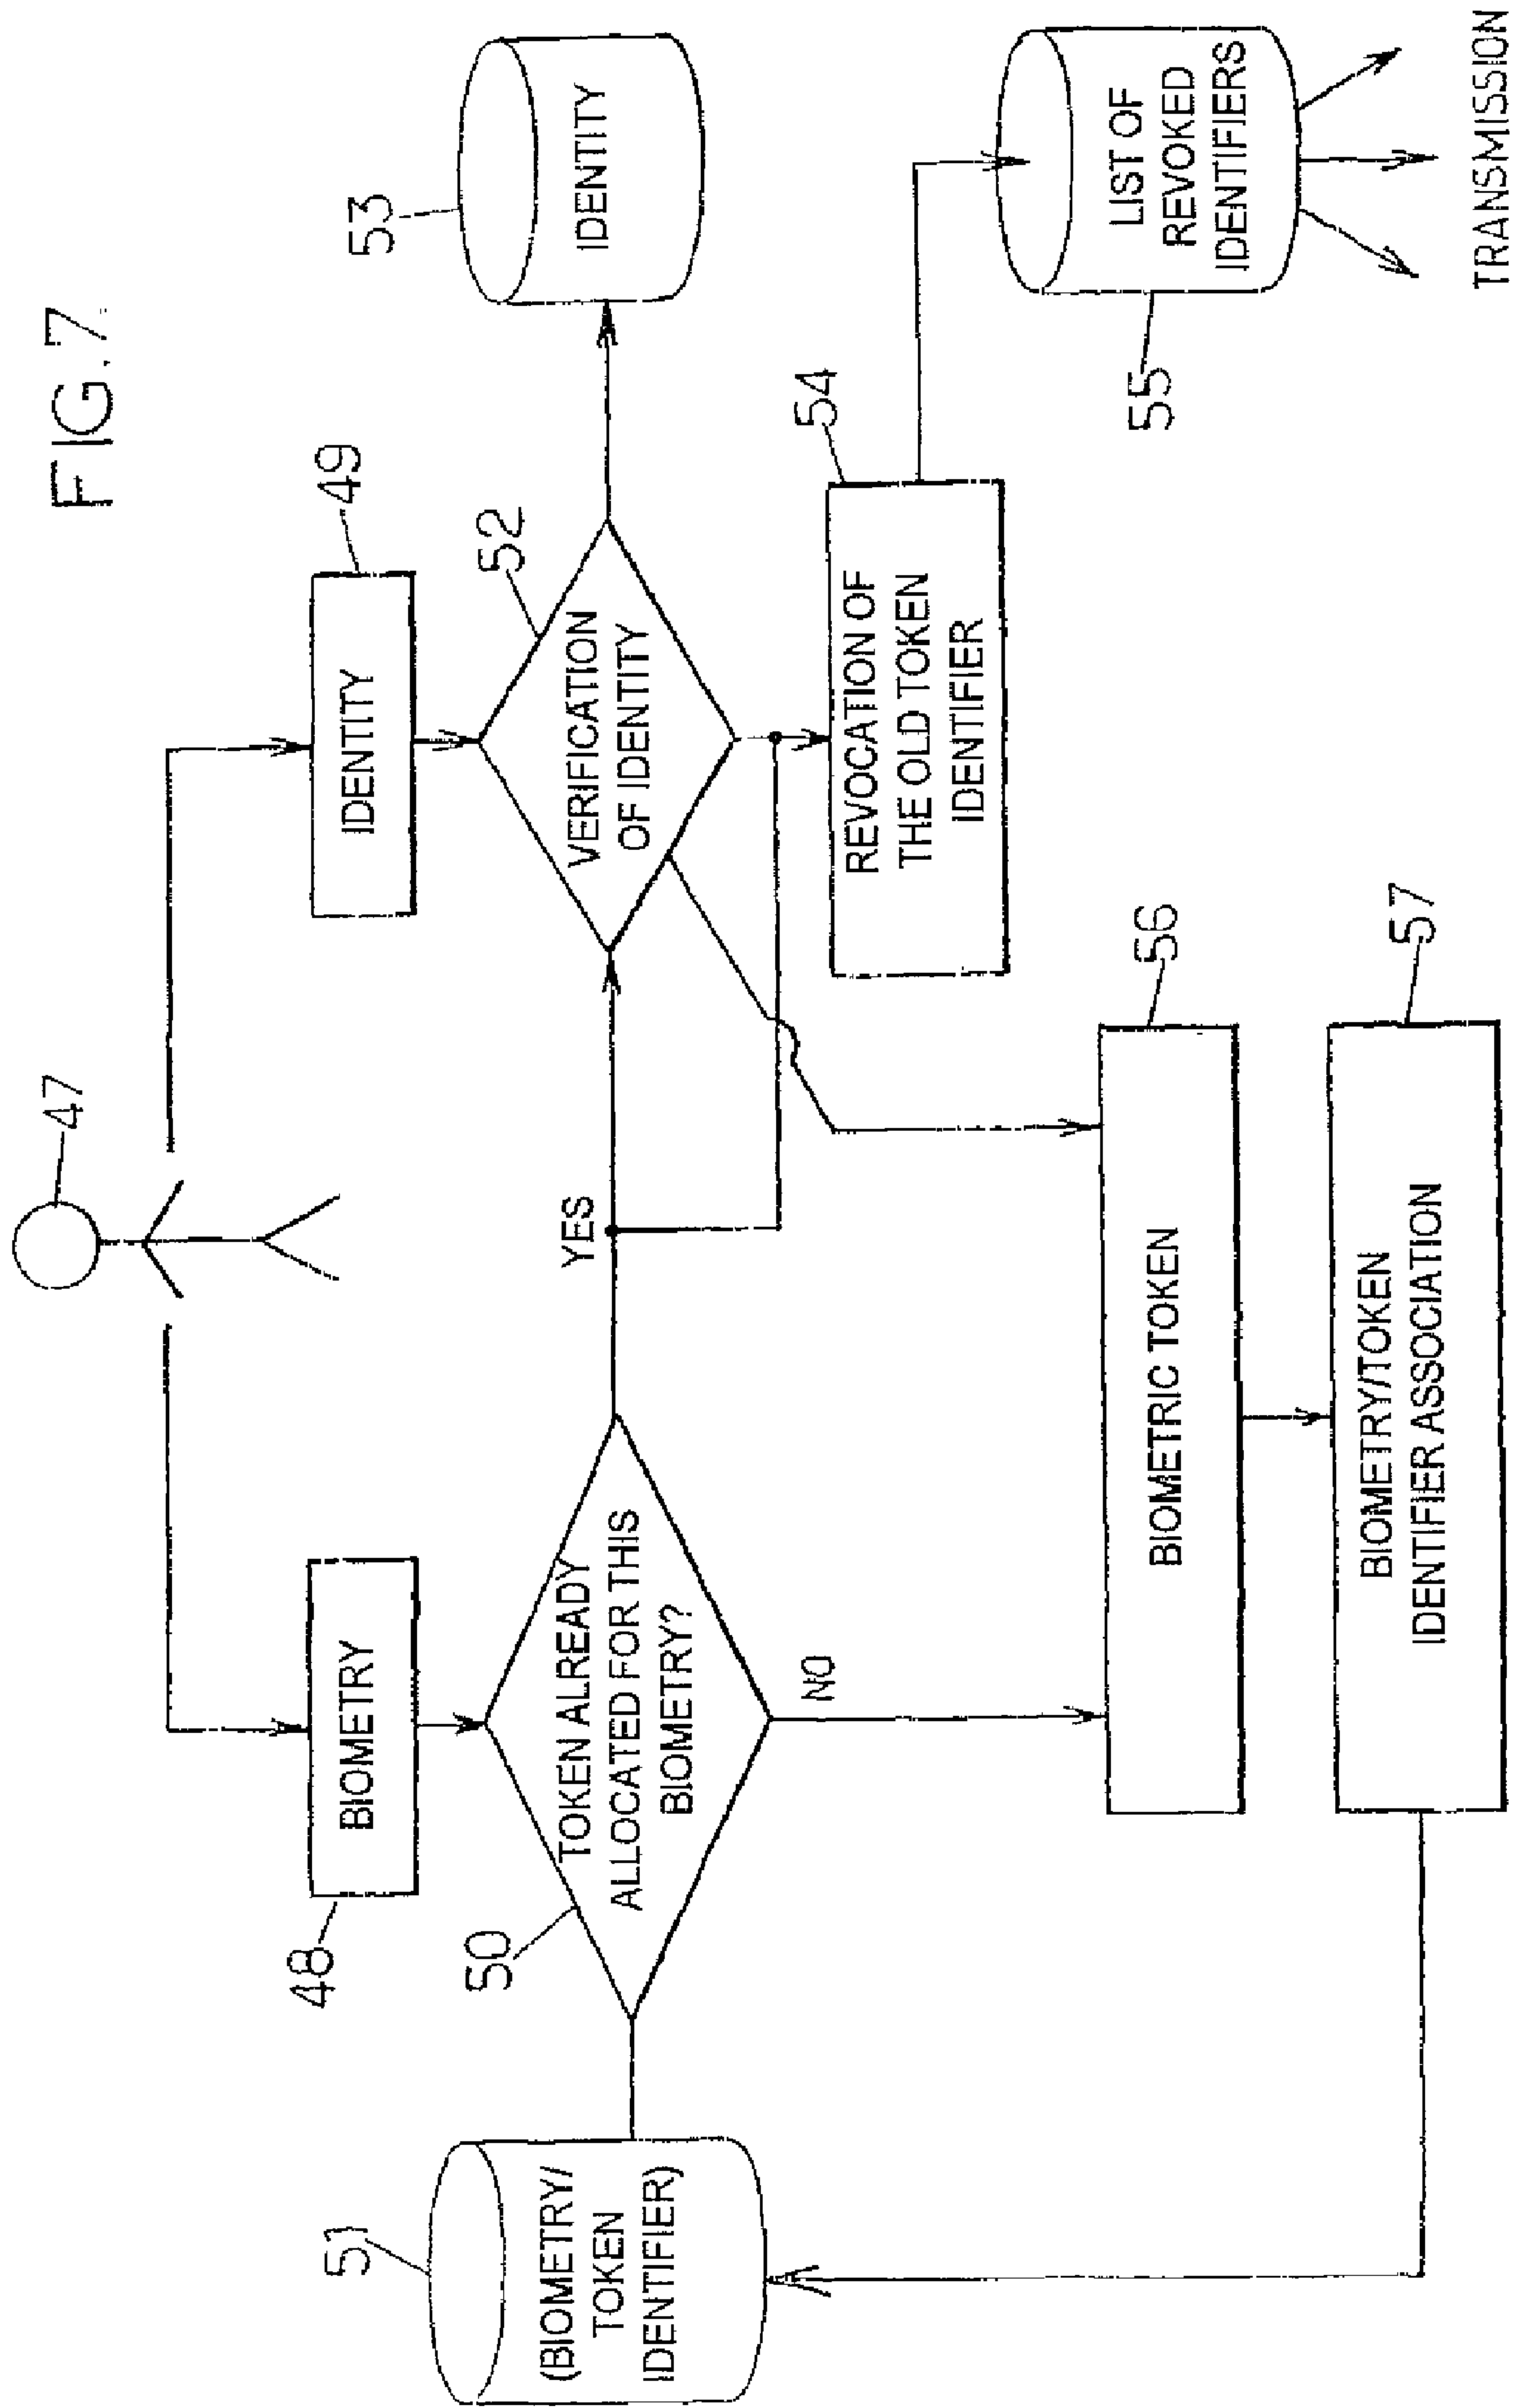 FIG.7
47
48
BIOMETRY
IDENTITY
49
51
(BIOMETRY/
TOKEN
IDENTIFIER)
50
TOKEN ALREADY
ALLOCATED FOR THIS
BIOMETRY?
YES
NO
52
VERIFICATION
OF IDENTITY
53
IDENTITY
54
REVOCATION OF
THE OLD TOKEN
IDENTIFIER
55
LIST OF
REVOKED
IDENTIFIERS
TRANSMISSION
56
BIOMETRIC TOKEN
57
BIOMETRY/TOKEN
IDENTIFIER ASSOCIATION